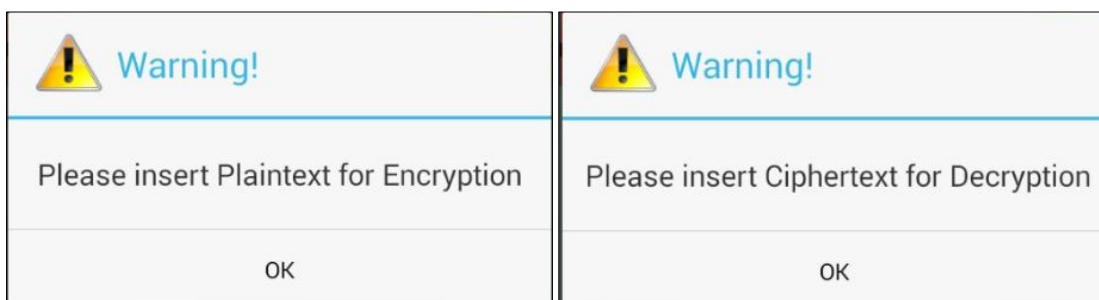 Warning!
Please insert Plaintext for Encryption
OK
Warning!
Please insert Ciphertext for Decryption
OK